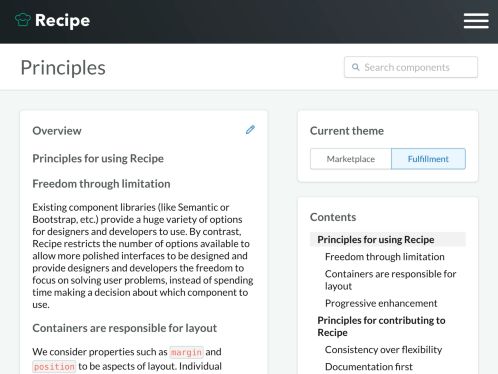 Recipe
Principles
Search components
Overview
Principles for using Recipe
Freedom through limitation
Existing component libraries (like Semantic or
Bootstrap, etc.) provide a huge variety of options
for designers and developers to use. By contrast,
Recipe restricts the number of options available to
allow more polished interfaces to be designed and
provide designers and developers the freedom to
focus on solving user problems, instead of spending
time making a decision about which component to
use.
Containers are responsible for layout
We consider properties such as margin and
position to be aspects of layout. Individual
Current theme
Marketplace
Fulfillment
Contents
Principles for using Recipe
Freedom through limitation
Containers are responsible for
layout
Progressive enhancement
Principles for contributing to
Recipe
Consistency over flexibility
Documentation first